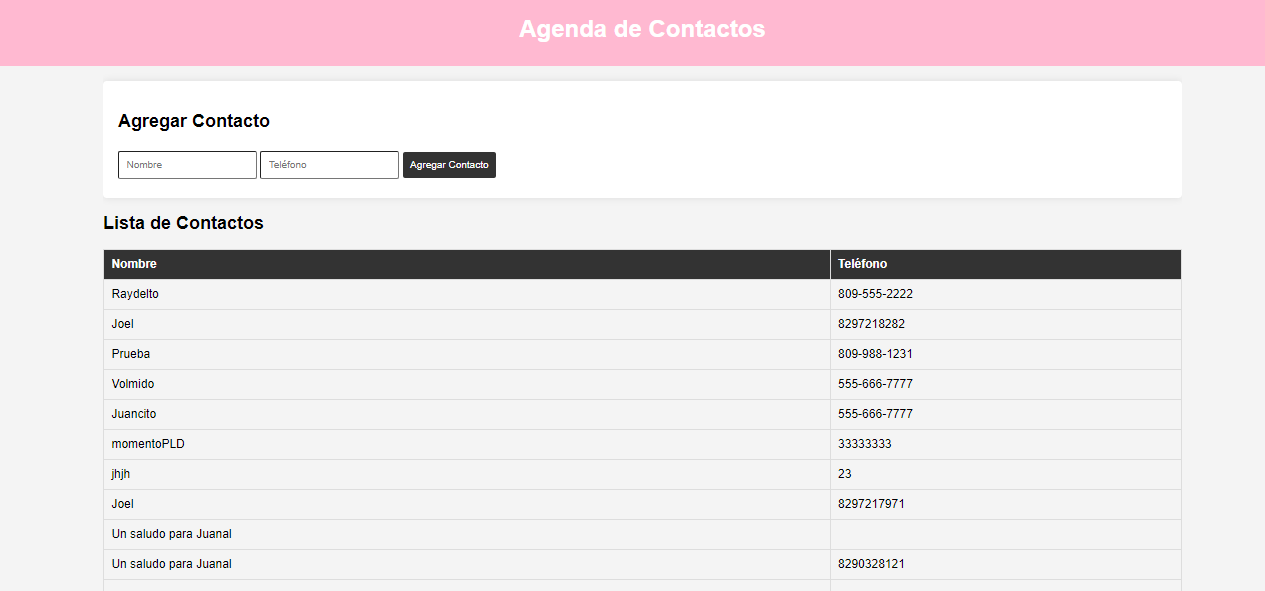 Agenda de Contactos
Agregar Contacto
Nombre Teléfono Agregar Contacto
Lista de Contactos
Nombre Teléfono
Raydelto 809-555-2222
Joel 8297218282
Prueba 809-988-1231
Volmido 555-666-7777
Juancito 555-666-7777
momentoPLD 33333333
jhjh 23
Joel 8297217971
Un saludo para Juanal
Un saludo para Juanal 8290328121